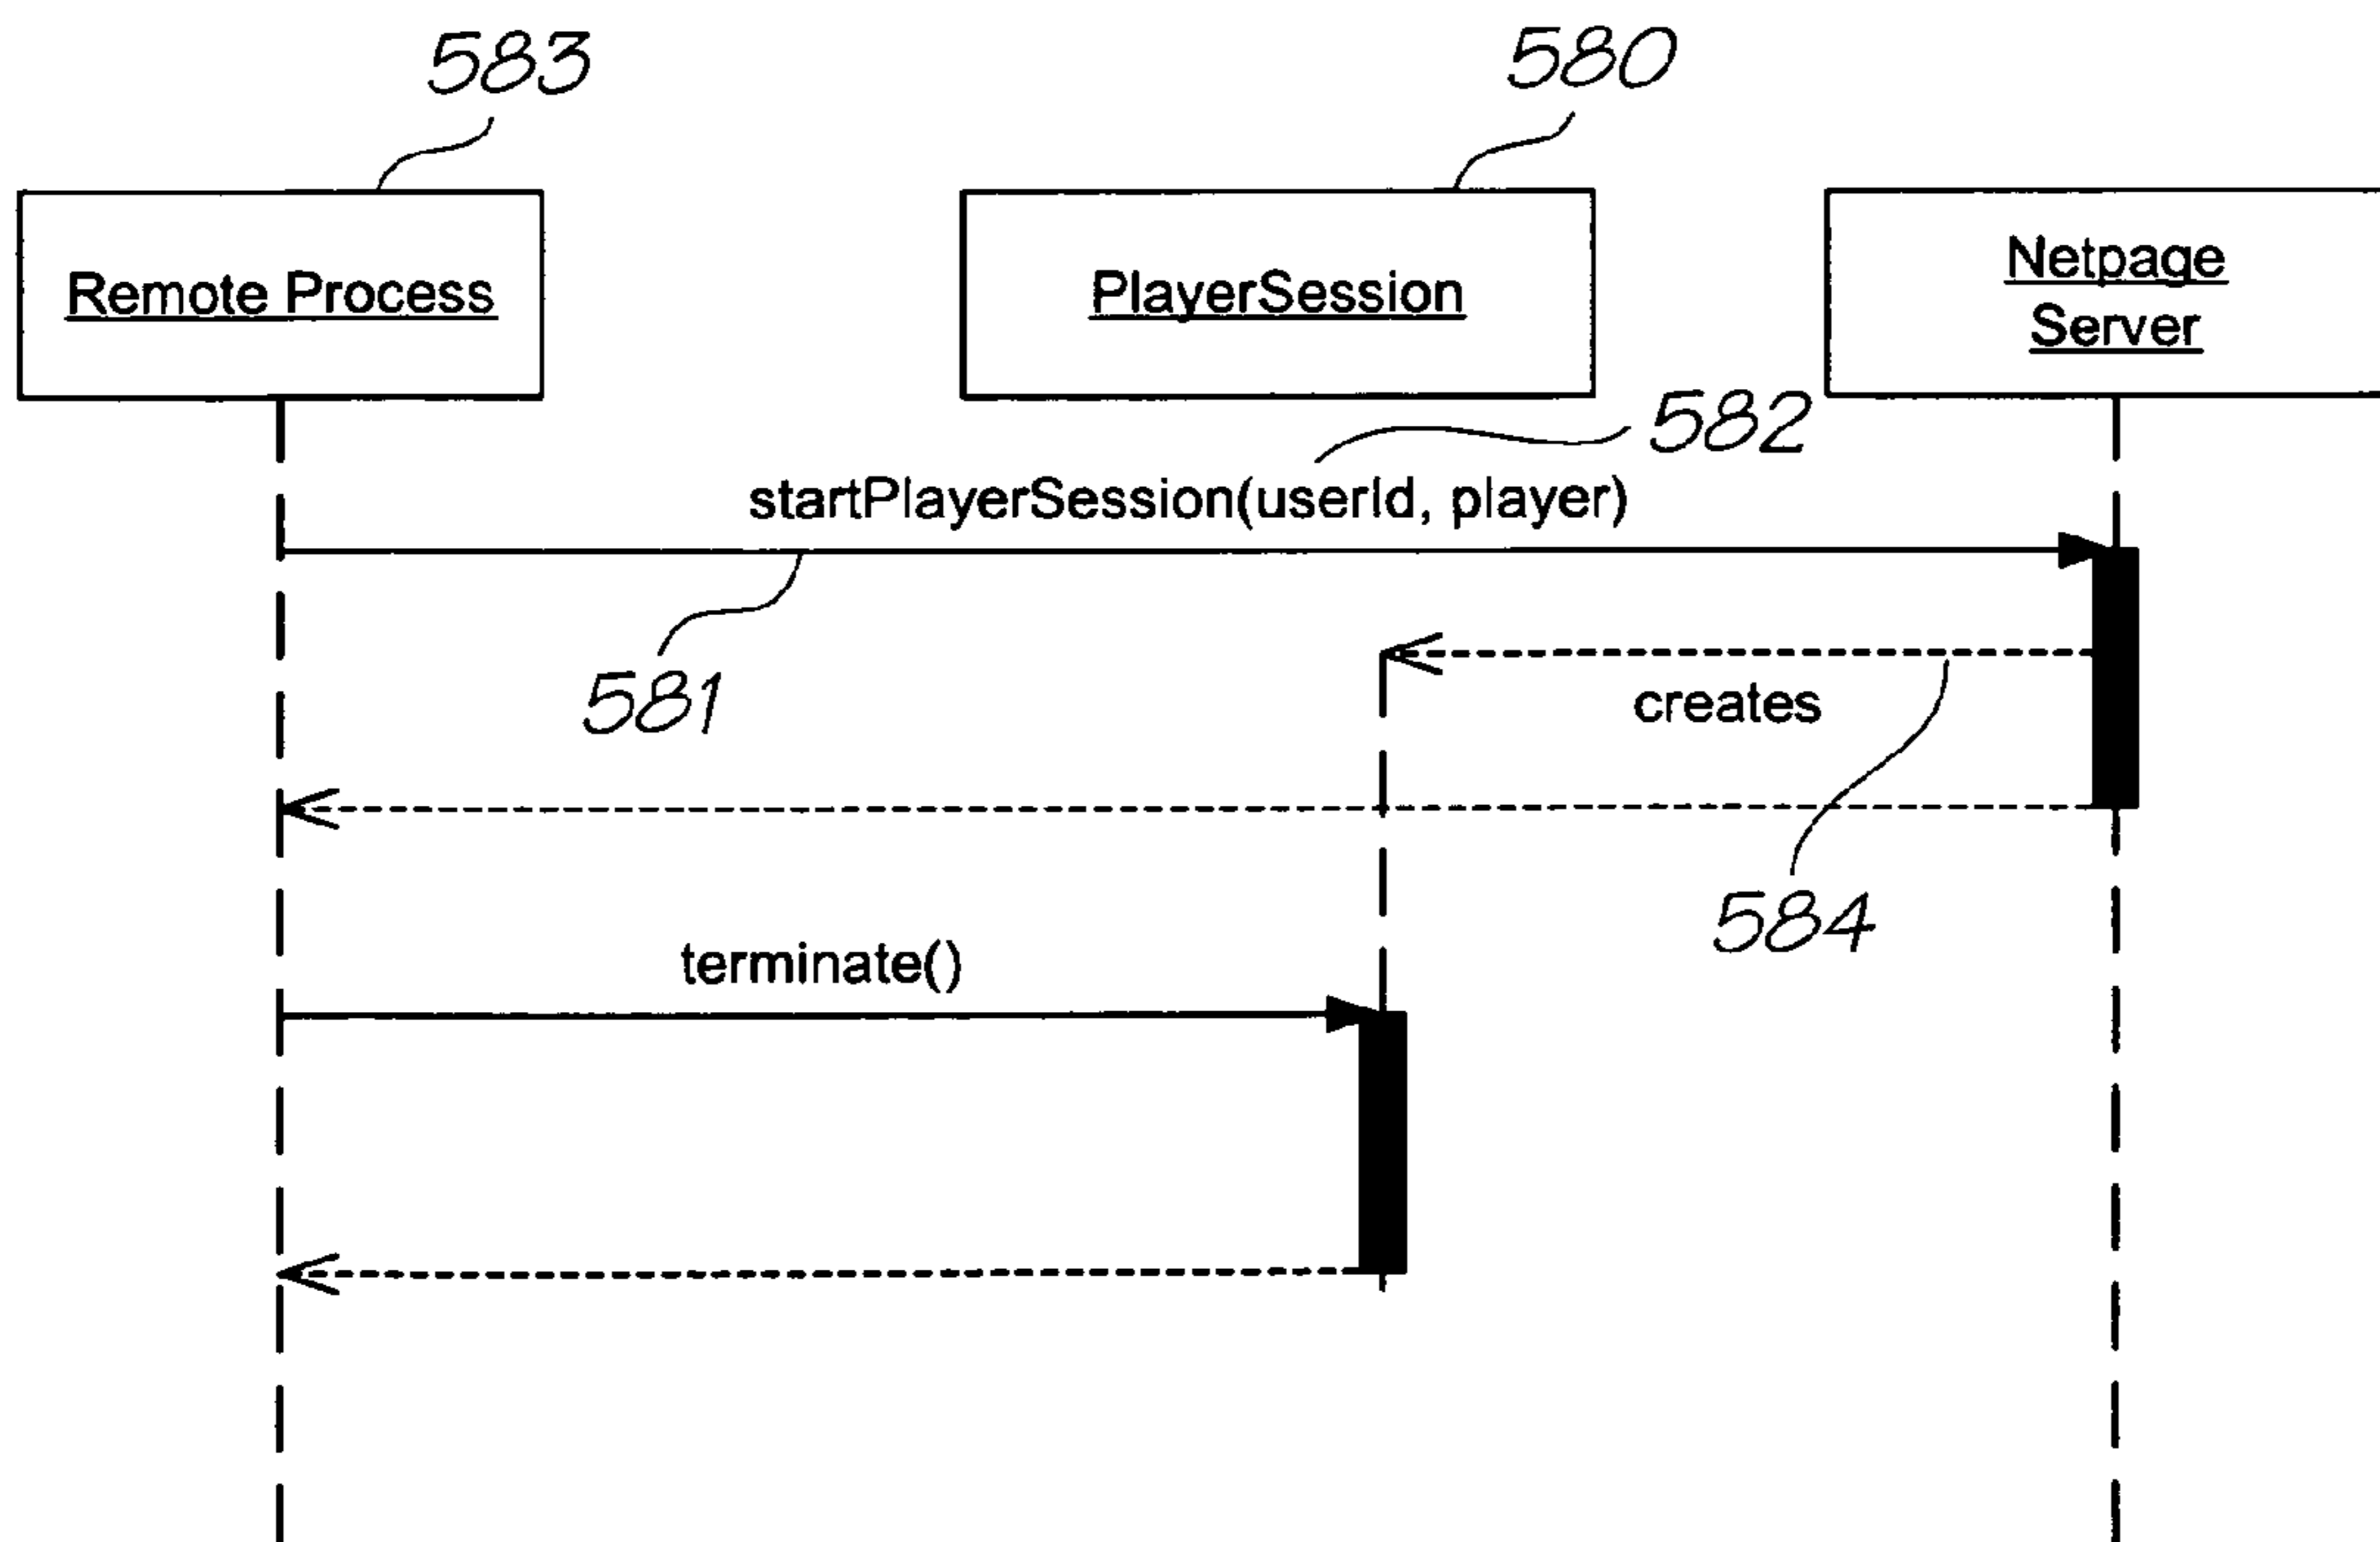 583
580
Remote Process
PlayerSession
Netpage
Server
582
startPlayerSession(userId, player)
581
creates
584
terminate()